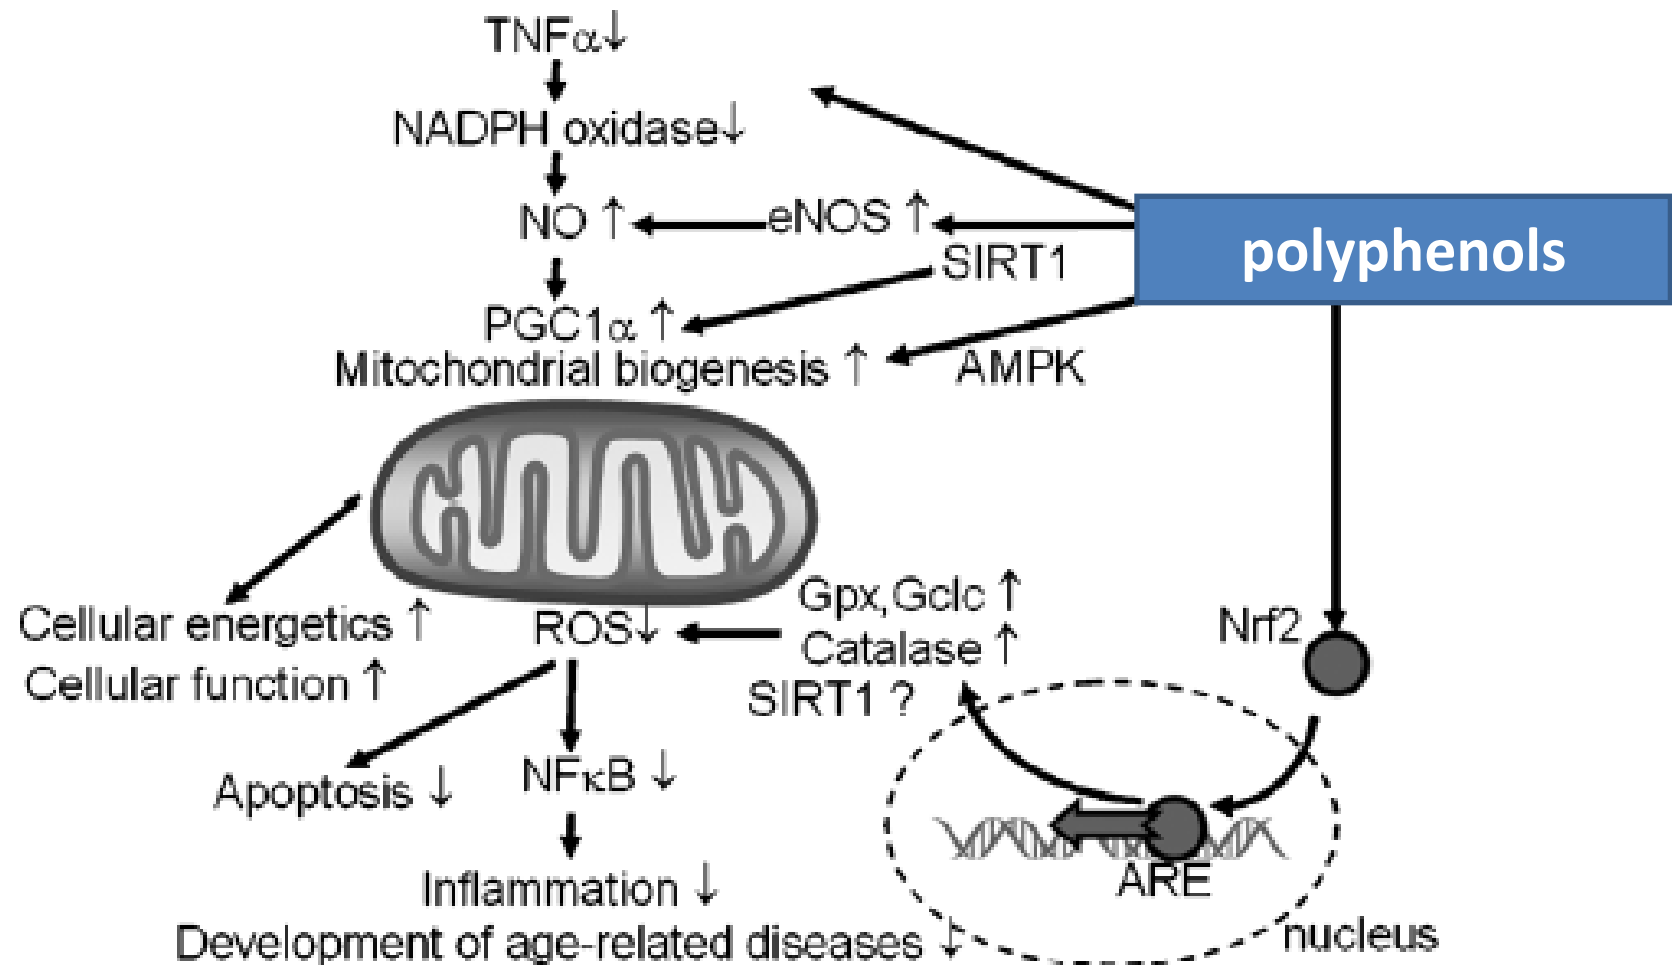 TNFα↓
NADPH oxidase↓
NO ↑
eNOS ↑
polyphenols
SIRT1
PGC1α ↑
Mitochondrial biogenesis ↑
AMPK
Cellular energetics ↑
Cellular function ↑
ROS↓
Gpx,Gclc ↑
Catalase ↑
SIRT1 ?
Nrf2
Apoptosis ↓
NFκB ↓
ARE
Inflammation ↓
Development of age-related diseases ↓
nucleus